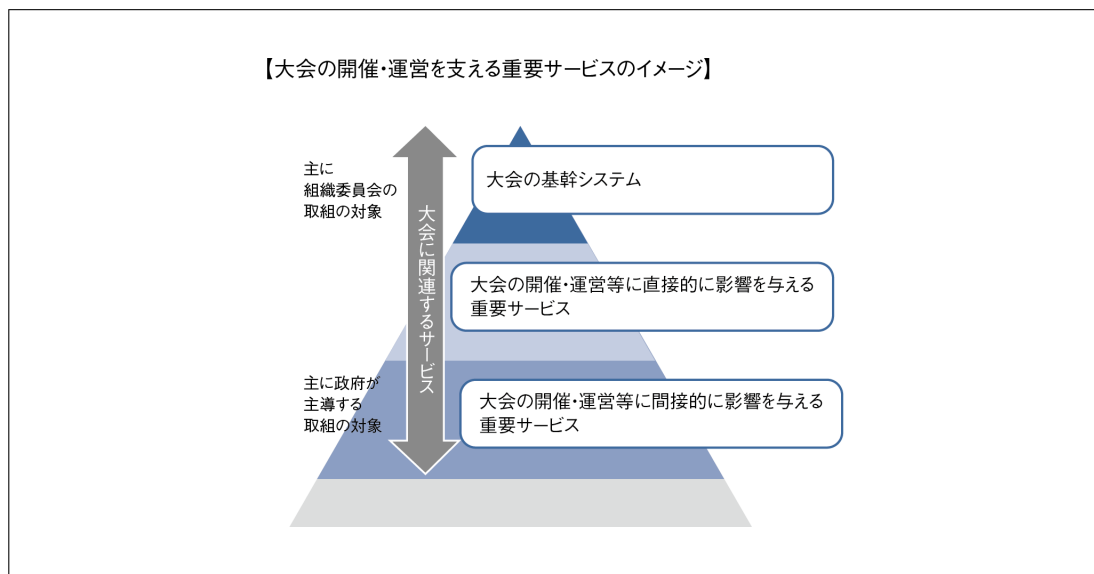 【大会の開催・運営を支える重要サービスのイメージ】
主に
組織委員会の
取組の対象
大会の基幹システム
大会に関連するサービス
大会の開催・運営等に直接的に影響を与える
重要サービス
主に政府が
主導する
取組の対象
大会の開催・運営等に間接的に影響を与える
重要サービス